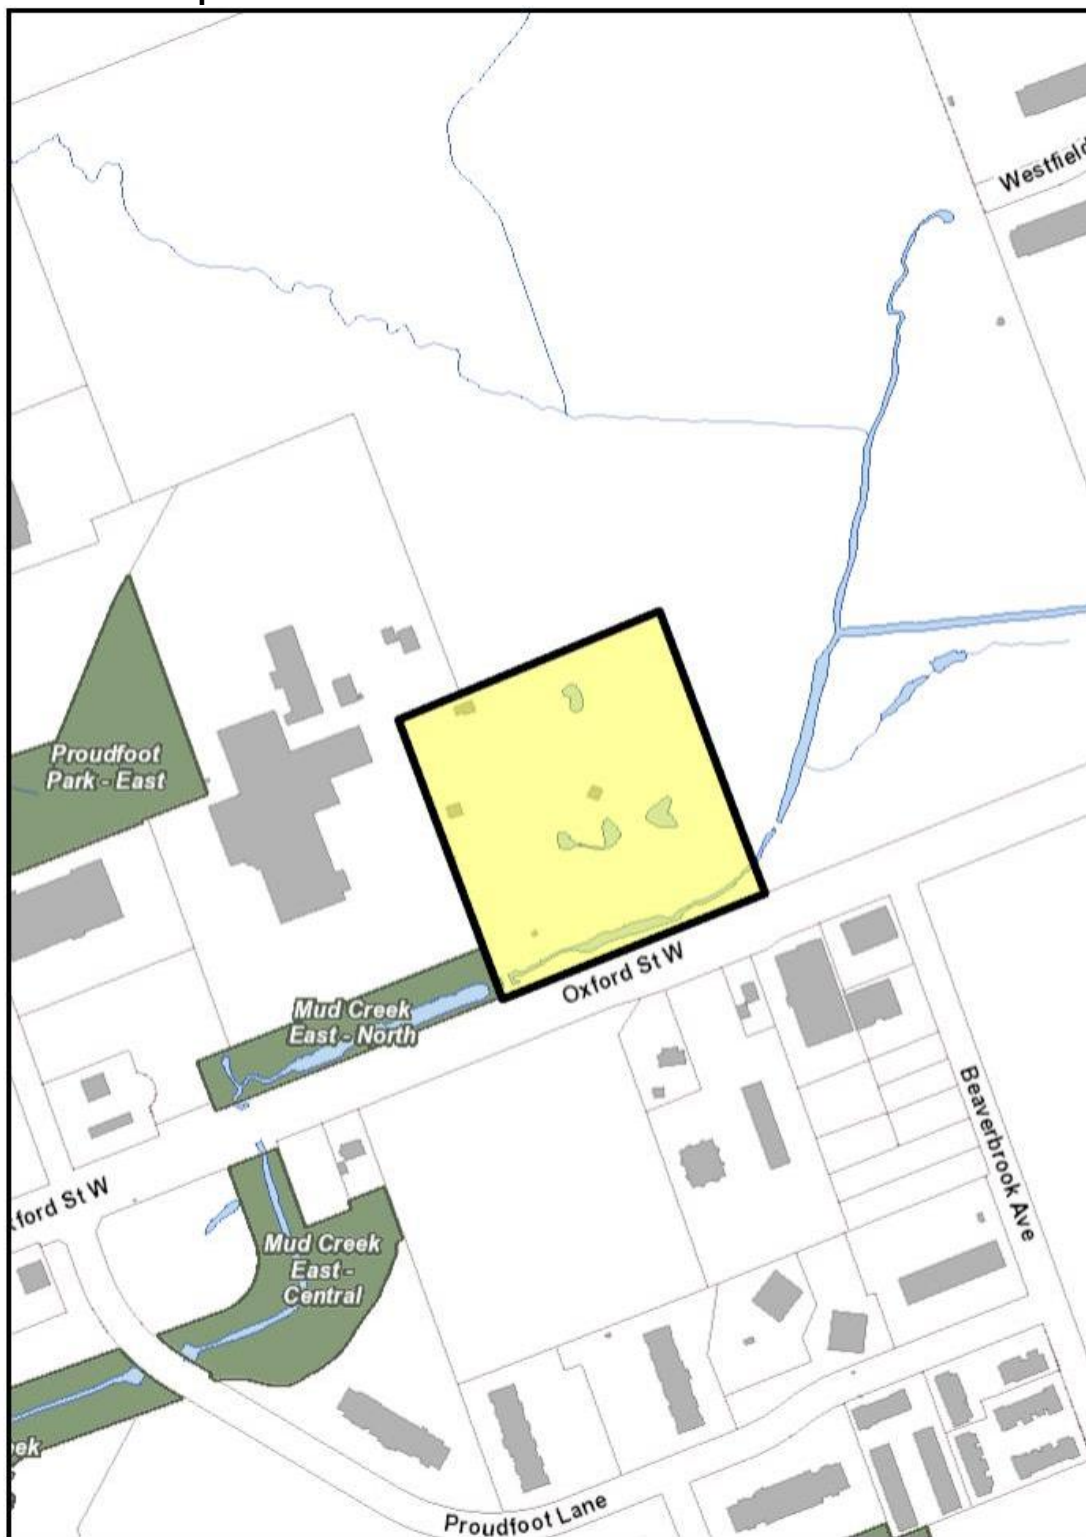 Westfield
Proudfoot
Park - East
Oxford St W
Mud Creek
East - North
Beaverbrook Ave
xford St W
Mud Creek
East -
Central
ek
Proudfoot Lane